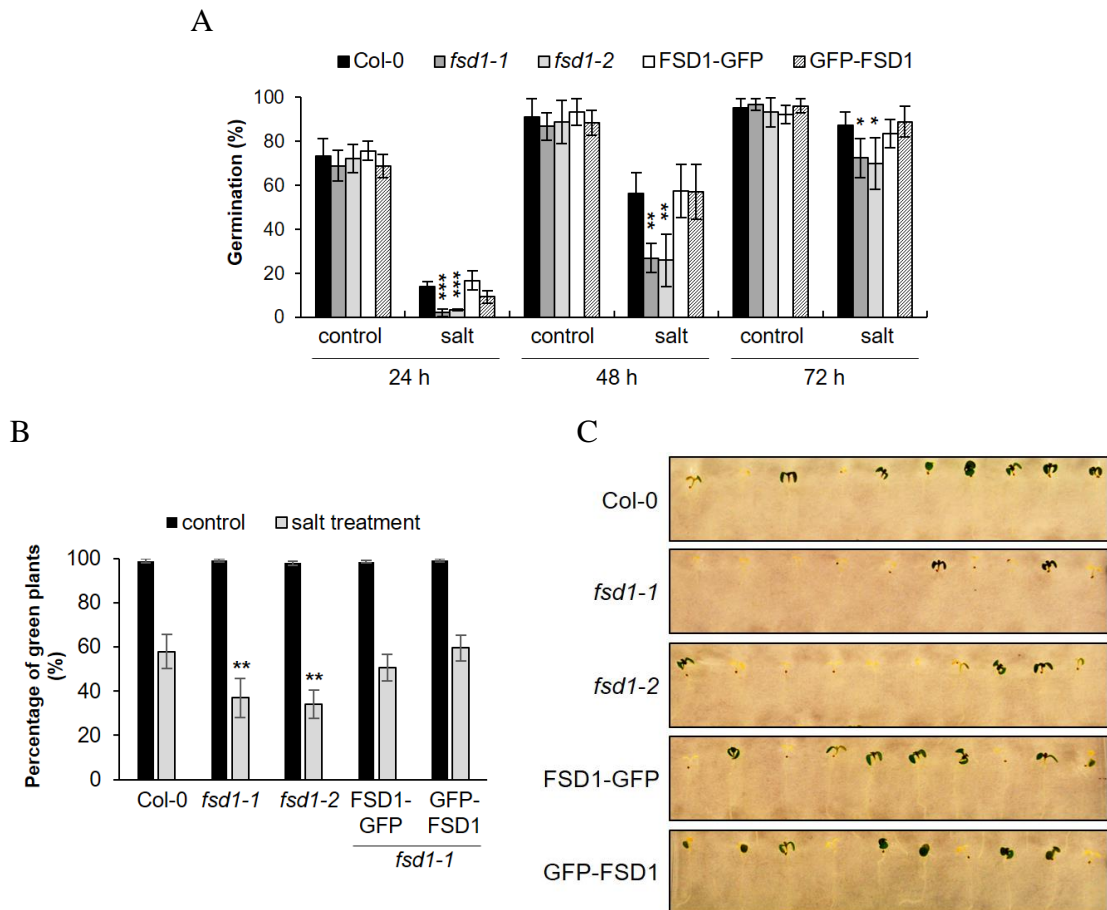 A
Col-0 fsd1-1 fsd1-2 FSD1-GFP GFP-FSD1
Germination (%)
100
80
60
40
20
0
*** *** ** ** * *
control salt control salt control salt
24 h 48 h 72 h
B
control salt treatment
Percentage of green plants
(%)
100
80
60
40
20
0
** **
Col-0 fsd1-1 fsd1-2 FSD1- GFP-
GFP FSD1
fsd1-1
C
Col-0
fsd1-1
fsd1-2
FSD1-GFP
GFP-FSD1